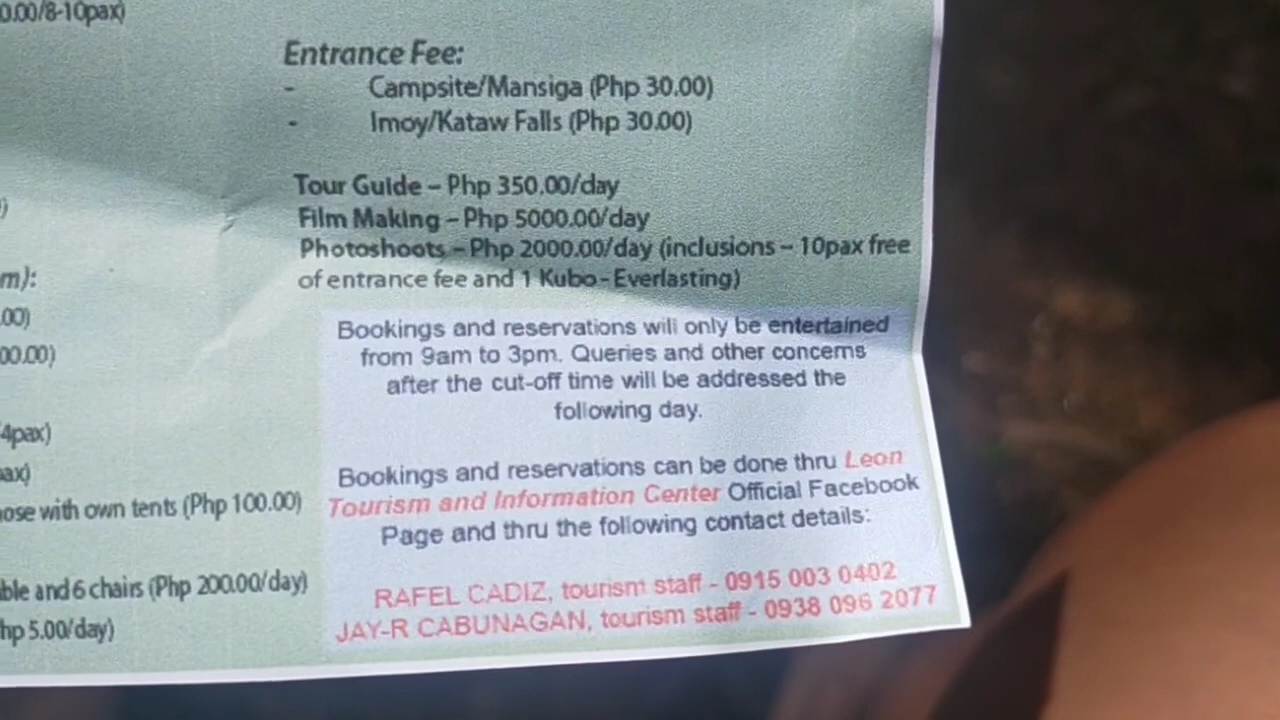 0.00/8-10pax)
Entrance Fee:
- Campsite/Mansiga (Php 30.00)
- Imoy/Kataw Falls (Php 30.00)
Tour Guide – Php 350.00/day
Film Making – Php 5000.00/day
Photoshoots – Php 2000.00/day (inclusions – 10pax free
of entrance fee and 1 Kubo - Everlasting)
)
m):
.00)
00.00)
4pax)
ax)
ose with own tents (Php 100.00)
ble and 6 chairs (Php 200.00/day)
hp 5.00/day)
Bookings and reservations will only be entertained
from 9am to 3pm. Queries and other concerns
after the cut-off time will be addressed the
following day.
Bookings and reservations can be done thru Leon
Tourism and Information Center Official Facebook
Page and thru the following contact details:
RAFEL CADIZ, tourism staff - 0915 003 0402
JAY-R CABUNAGAN, tourism staff - 0938 096 2077